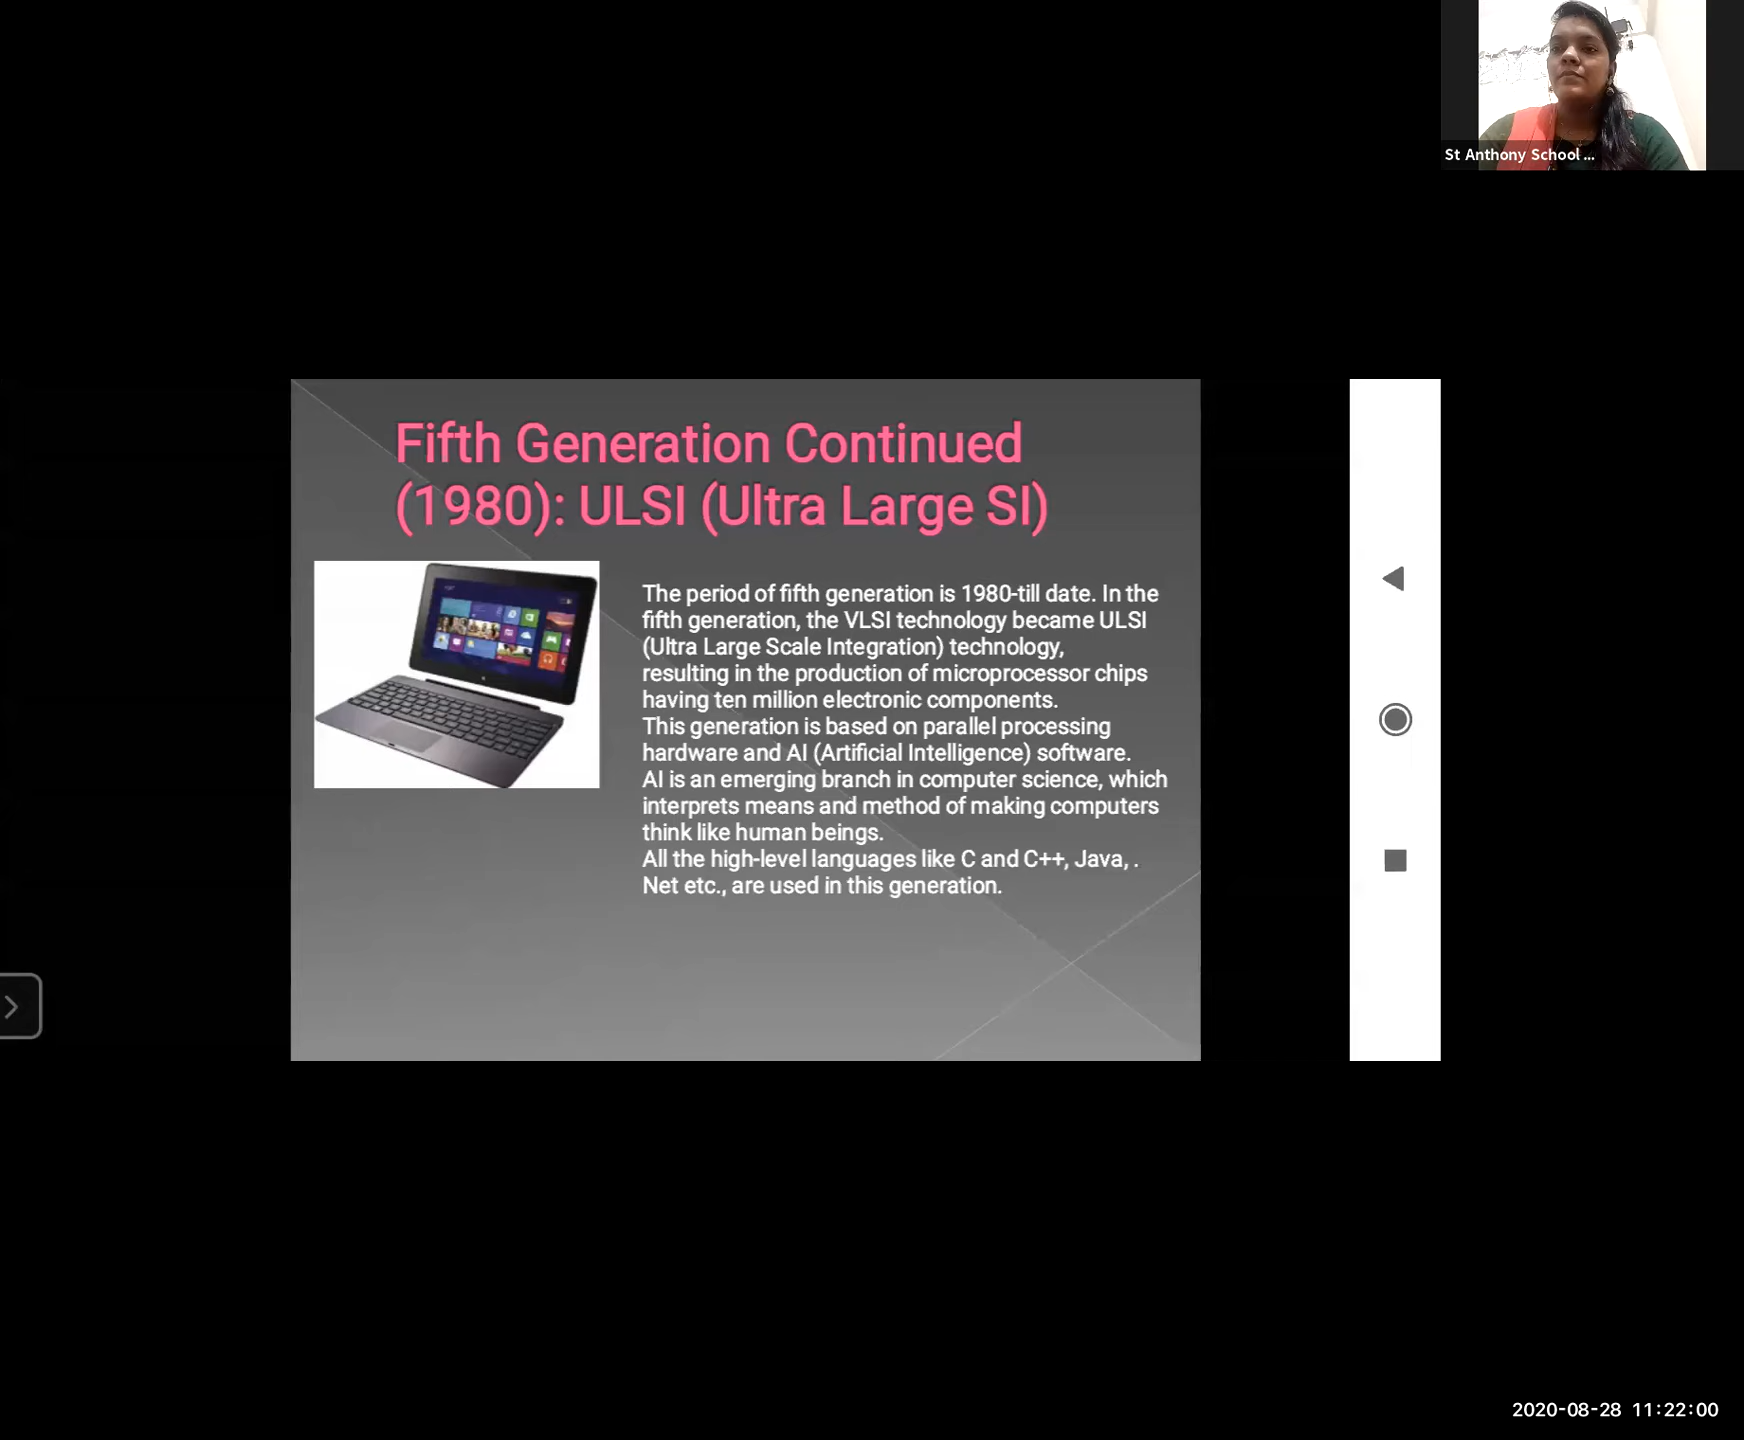 St Anthony School ...
Fifth Generation Continued
(1980): ULSI (Ultra Large SI)
The period of fifth generation is 1980-till date. In the
fifth generation, the VLSI technology became ULSI
(Ultra Large Scale Integration) technology,
resulting in the production of microprocessor chips
having ten million electronic components.
This generation is based on parallel processing
hardware and AI (Artificial Intelligence) software.
AI is an emerging branch in computer science, which
interprets means and method of making computers
think like human beings.
All the high-level languages like C and C++, Java, .
Net etc., are used in this generation.
2020-08-28 11:22:00